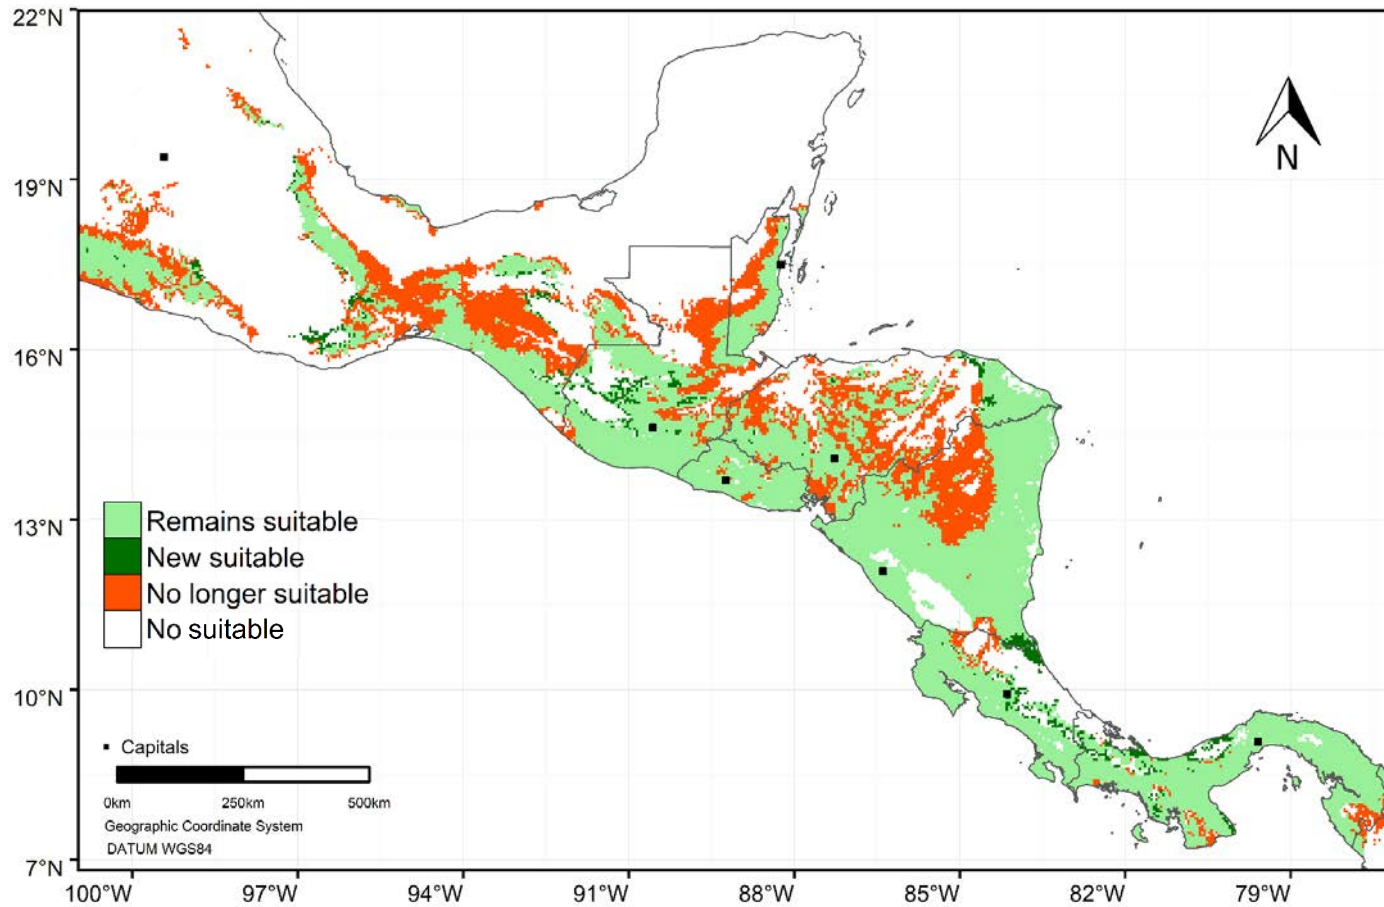 22°N
19°N
16°N
13°N
10°N
7°N
N
Remains suitable
New suitable
No longer suitable
No suitable
Capitals
0km 250km 500km
Geographic Coordinate System
DATUM WGS84
100°W 97°W 94°W 91°W 88°W 85°W 82°W 79°W